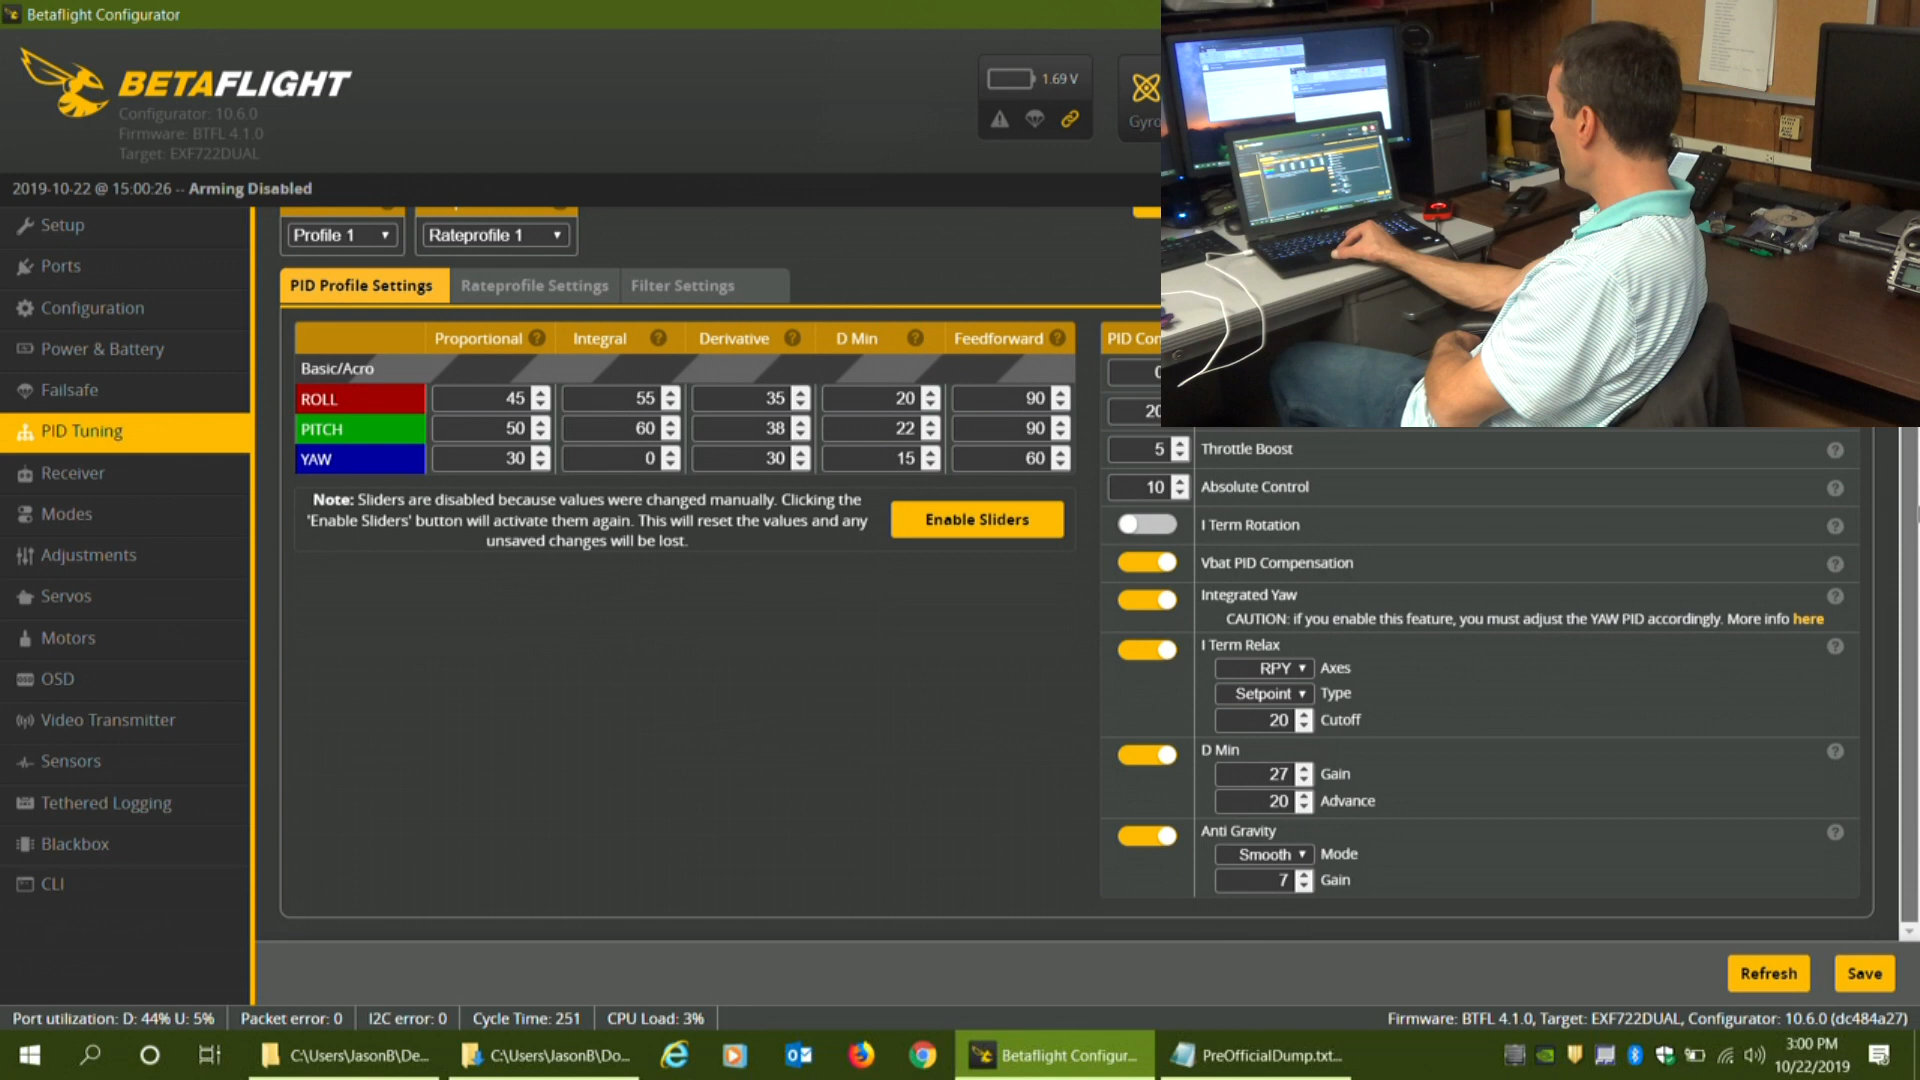 Betaflight Configurator
BETAFLIGHT
Configurator: 10.6.0
Firmware: BTFL 4.1.0
Target: EXF722DUAL
1.69 V
Gyro
2019-10-22 @ 15:00:26 -- Arming Disabled
Setup
Ports
Configuration
Power & Battery
Failsafe
PID Tuning
Receiver
Modes
Adjustments
Servos
Motors
OSD
Video Transmitter
Sensors
Tethered Logging
Blackbox
CLI
Profile 1
Rateprofile 1
PID Profile Settings
Rateprofile Settings
Filter Settings
Proportional Integral Derivative D Min Feedforward
Basic/Acro
ROLL 45 55 35 20 90
PITCH 50 60 38 22 90
YAW 30 0 30 15 60
Note: Sliders are disabled because values were changed manually. Clicking the
'Enable Sliders' button will activate them again. This will reset the values and any
unsaved changes will be lost.
Enable Sliders
PID Con
0
20
5 Throttle Boost
10 Absolute Control
I Term Rotation
Vbat PID Compensation
Integrated Yaw
CAUTION: if you enable this feature, you must adjust the YAW PID accordingly. More info here
I Term Relax
RPY Axes
Setpoint Type
20 Cutoff
D Min
27 Gain
20 Advance
Anti Gravity
Smooth Mode
7 Gain
Refresh
Save
Port utilization: D: 44% U: 5%
Packet error: 0
I2C error: 0
Cycle Time: 251
CPU Load: 3%
Firmware: BTFL 4.1.0, Target: EXF722DUAL, Configurator: 10.6.0 (dc484a27)
C:\Users\JasonB\De...
C:\Users\JasonB\Do...
Betaflight Configur...
PreOfficialDump.txt...
3:00 PM
10/22/2019